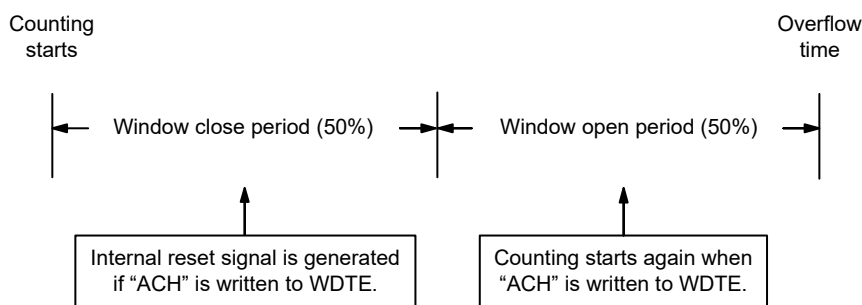 Counting
starts
Overflow
time
Window close period (50%)
Window open period (50%)
Internal reset signal is generated
if “ACH” is written to WDTE.
Counting starts again when
“ACH” is written to WDTE.